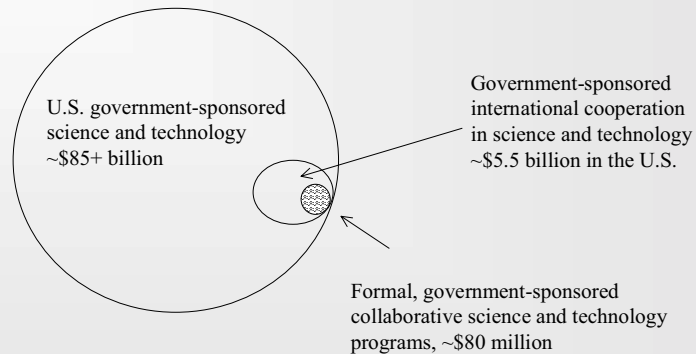 U.S. government-sponsored
science and technology
~$85+ billion
Government-sponsored
international cooperation
in science and technology
~$5.5 billion in the U.S.
Formal, government-sponsored
collaborative science and technology
programs, ~$80 million